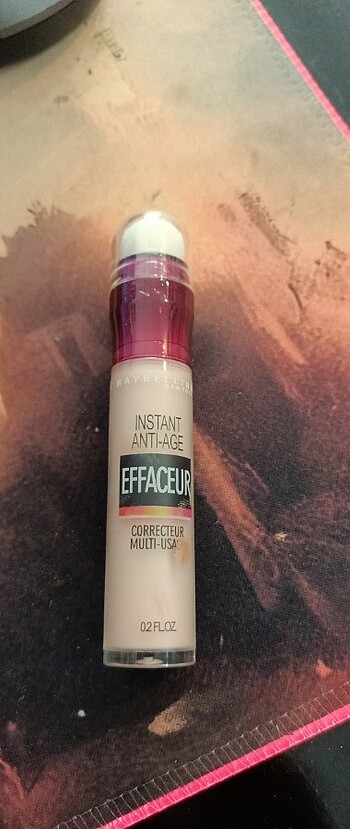 MAYBELLINE
INSTANT
ANTI-AGE
EFFACEUR
CORRECTEUR
0.2 FL.OZ.